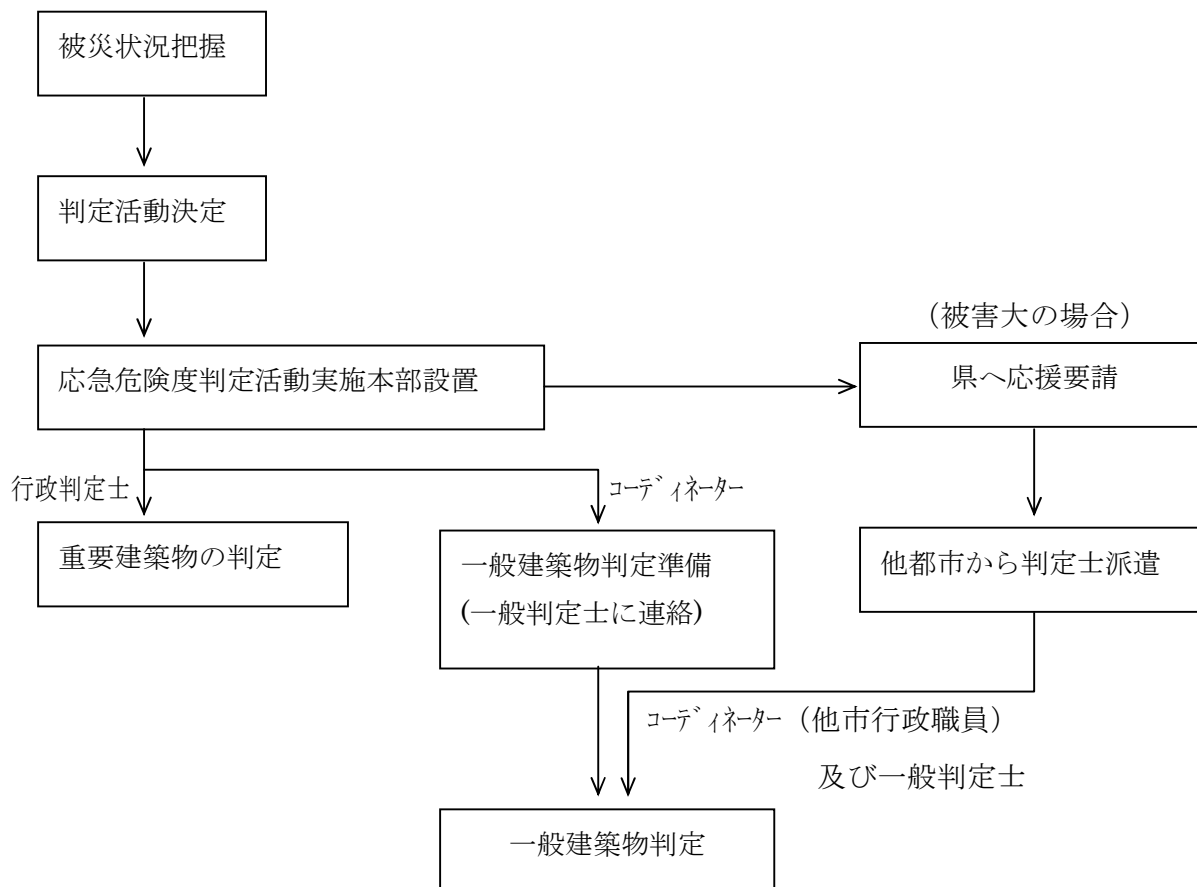 被災状況把握
判定活動決定
（被害大の場合）
応急危険度判定活動実施本部設置
県へ応援要請
行政判定士
ｺｰﾃﾞｨﾈｰﾀｰ
重要建築物の判定
一般建築物判定準備
(一般判定士に連絡)
他都市から判定士派遣
ｺｰﾃﾞｨﾈｰﾀｰ（他市行政職員）
及び一般判定士
一般建築物判定